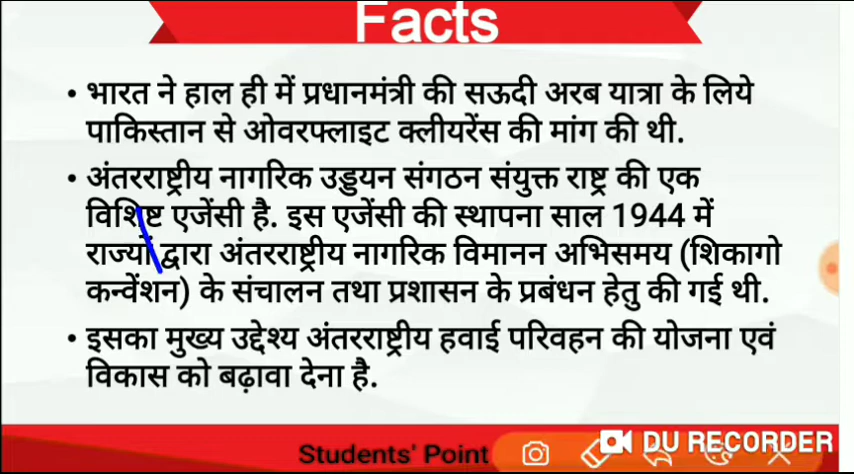 Facts
• भारत ने हाल ही में प्रधानमंत्री की सऊदी अरब यात्रा के लिये
पाकिस्तान से ओवरफ्लाइट क्लीयरेंस की मांग की थी.
• अंतरराष्ट्रीय नागरिक उड्डयन संगठन संयुक्त राष्ट्र की एक
विशिष्ट एजेंसी है. इस एजेंसी की स्थापना साल 1944 में
राज्यों द्वारा अंतरराष्ट्रीय नागरिक विमानन अभिसमय (शिकागो
कन्वेंशन) के संचालन तथा प्रशासन के प्रबंधन हेतु की गई थी.
• इसका मुख्य उद्देश्य अंतरराष्ट्रीय हवाई परिवहन की योजना एवं
विकास को बढ़ावा देना है.
Students' Point
DU RECORDER